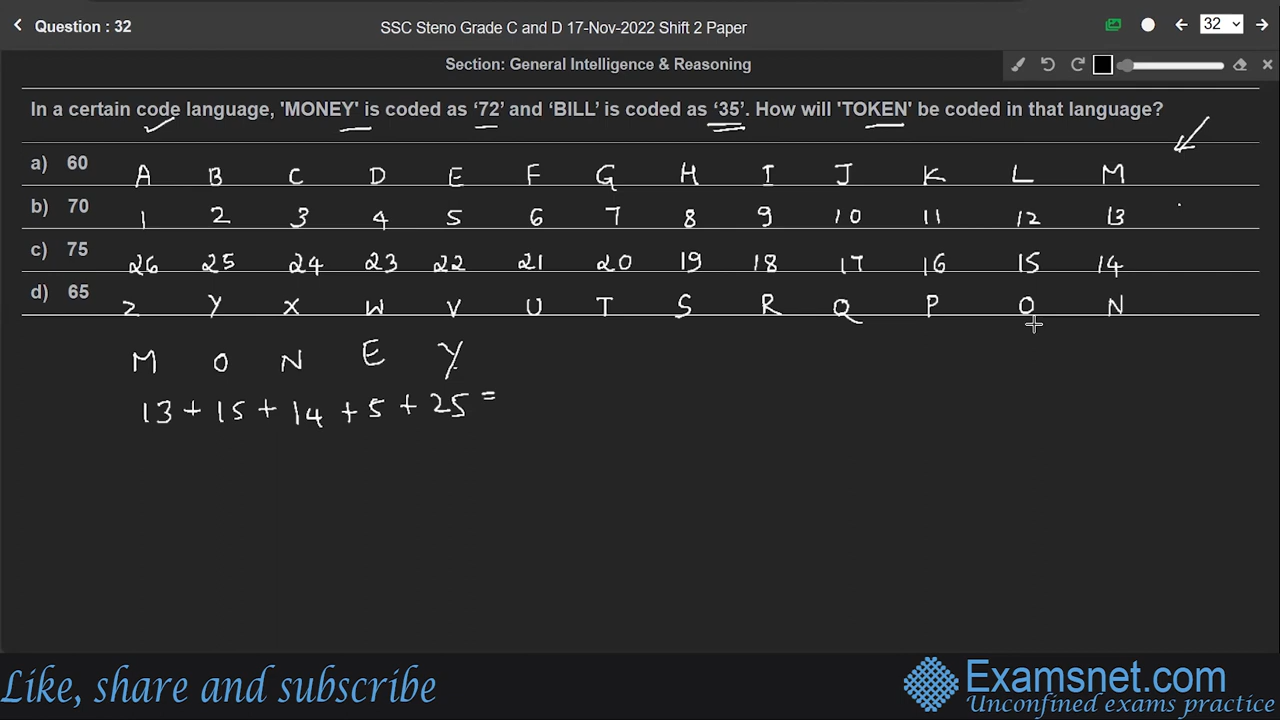 Question : 32
SSC Steno Grade C and D 17-Nov-2022 Shift 2 Paper
32
Section: General Intelligence & Reasoning
In a certain code language, 'MONEY' is coded as ‘72’ and ‘BILL’ is coded as ‘35’. How will 'TOKEN' be coded in that language?
a) 60
A B C D E F G H I J K L M
b) 70
1 2 3 4 5 6 7 8 9 10 11 12 13
c) 75
26 25 24 23 22 21 20 19 18 17 16 15 14
d) 65
Z Y X W V U T S R Q P O N
M O N E Y
13 + 15 + 14 + 5 + 25 =
Like, share and subscribe
Examsnet.com
Unconfined exams practice